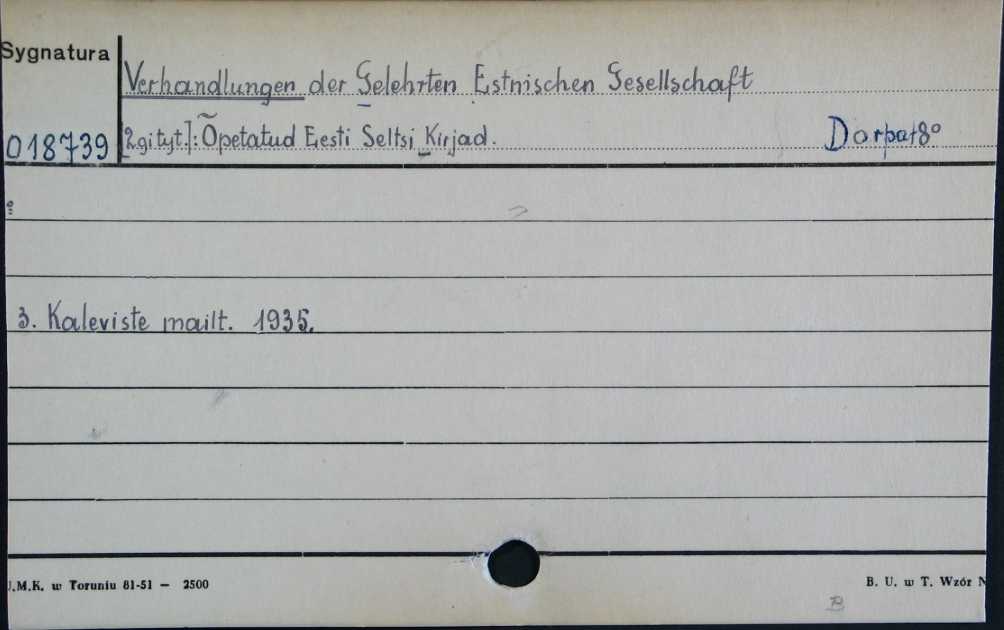 Sygnatura
Verhandlungen der Gelehrten Estnischen Gesellschaft
018739
[2gi tyt.]: Õpetatud Eesti Seltsi Kirjad. Dorpat 8°
3. Kaleviste mailt. 1935.
U.M.K. w Toruniu 81-51 — 2500
B. U. w T. Wzór N
B